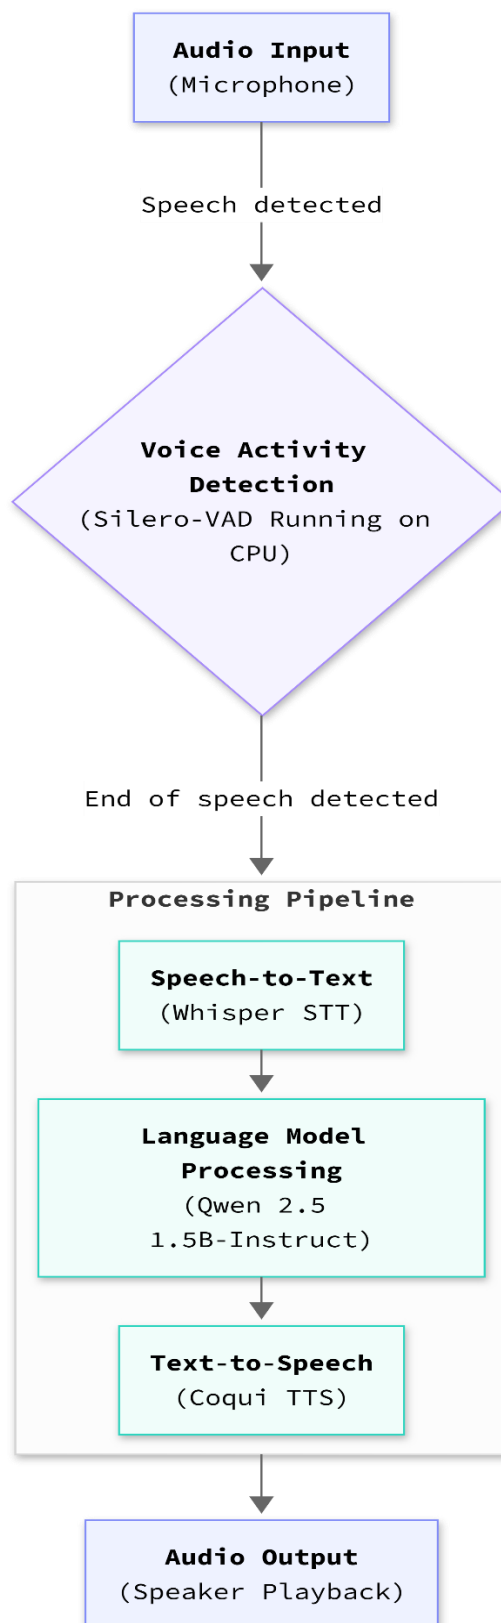 Audio Input
(Microphone)
Speech detected
Voice Activity
Detection
(Silero-VAD Running on
CPU)
End of speech detected
Processing Pipeline
Speech-to-Text
(Whisper STT)
Language Model
Processing
(Qwen 2.5
1.5B-Instruct)
Text-to-Speech
(Coqui TTS)
Audio Output
(Speaker Playback)